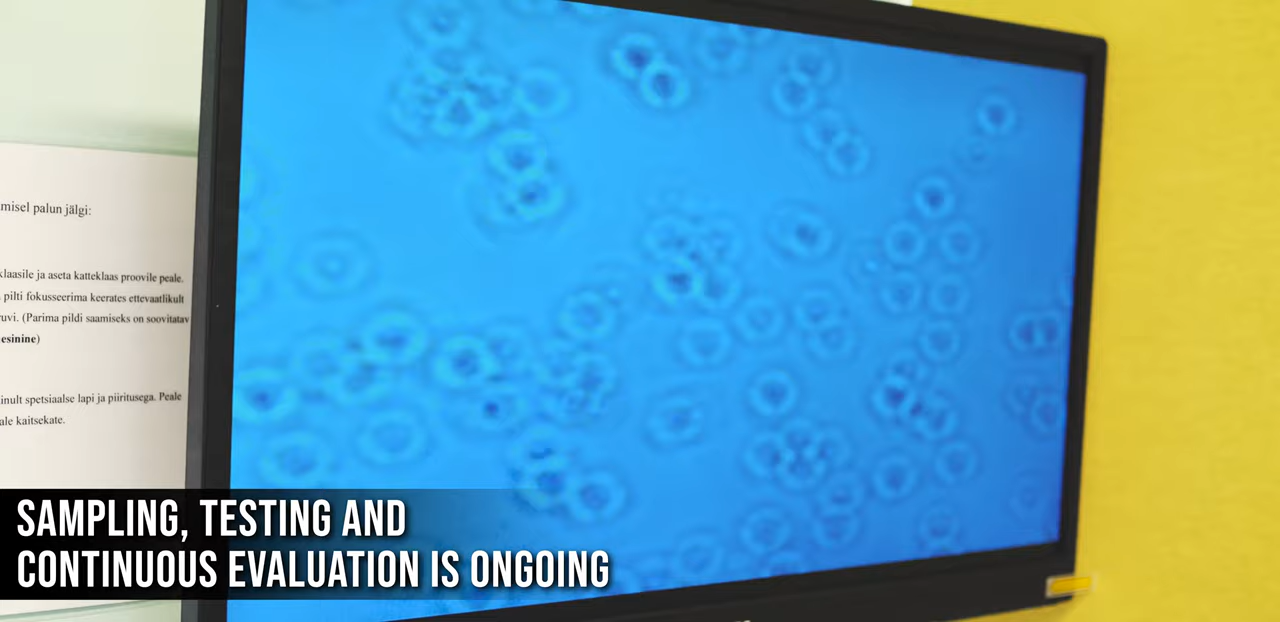 misel palun jälgi:
klaasile ja aseta katteklaas proovile peale.
pilti fokusseerima keerates ettevaatlikult
ruvi. (Parima pildi saamiseks on soovitatav
esinine)
inult spetsiaalse lapi ja piiritusega. Peale
ale kaitsekate.
SAMPLING, TESTING AND
CONTINUOUS EVALUATION IS ONGOING